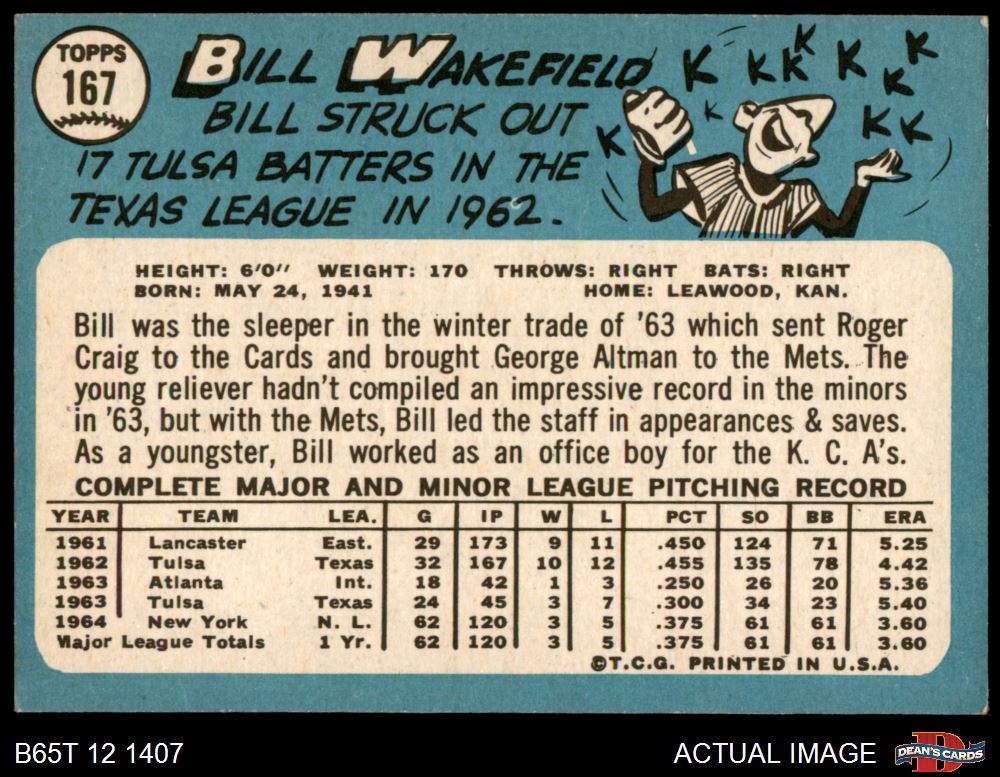 TOPPS
167
BILL WAKEFIELD
BILL STRUCK OUT
17 TULSA BATTERS IN THE
TEXAS LEAGUE IN 1962.
K K K K K K K K K K K
HEIGHT: 6'0" WEIGHT: 170 THROWS: RIGHT BATS: RIGHT
BORN: MAY 24, 1941 HOME: LEAWOOD, KAN.
Bill was the sleeper in the winter trade of '63 which sent Roger
Craig to the Cards and brought George Altman to the Mets. The
young reliever hadn't compiled an impressive record in the minors
in '63, but with the Mets, Bill led the staff in appearances & saves.
As a youngster, Bill worked as an office boy for the K. C. A's.
COMPLETE MAJOR AND MINOR LEAGUE PITCHING RECORD
YEAR TEAM LEA. G IP W L PCT SO BB ERA
1961 Lancaster East. 29 173 9 11 .450 124 71 5.25
1962 Tulsa Texas 32 167 10 12 .455 135 78 4.42
1963 Atlanta Int. 18 42 1 3 .250 26 20 5.36
1963 Tulsa Texas 24 45 3 7 .300 34 23 5.40
1964 New York N. L. 62 120 3 5 .375 61 61 3.60
Major League Totals 1 Yr. 62 120 3 5 .375 61 61 3.60
©T.C.G. PRINTED IN U.S.A.
B65T 12 1407 ACTUAL IMAGE
D
DEAN'S CARDS